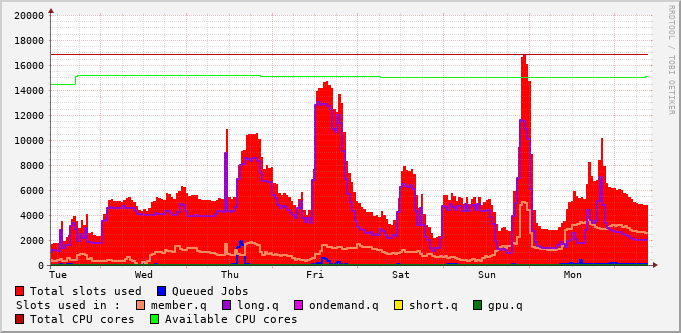 20000
18000
16000
14000
12000
10000
8000
6000
4000
2000
0
Tue Wed Thu Fri Sat Sun Mon
RRDTOOL / TOBI OETIKER
Total slots used Queued Jobs
Slots used in : member.q long.q ondemand.q short.q gpu.q
Total CPU cores Available CPU cores